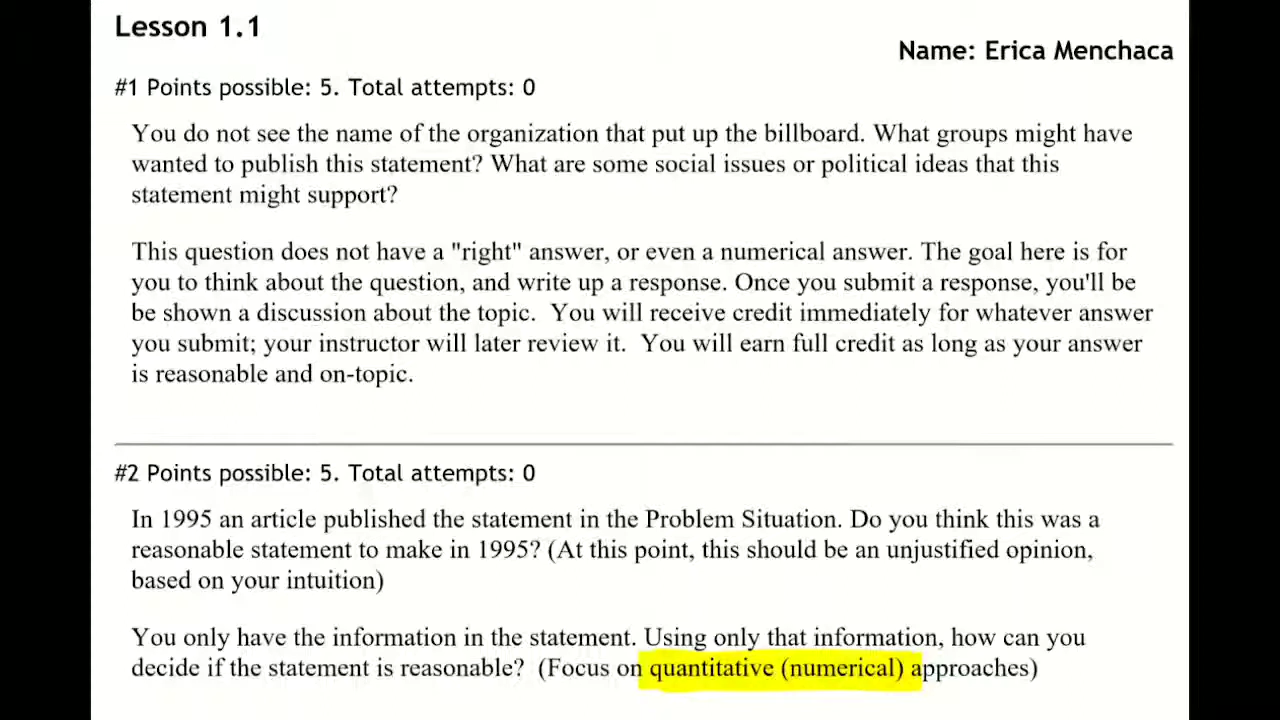 Lesson 1.1
Name: Erica Menchaca
#1 Points possible: 5. Total attempts: 0
You do not see the name of the organization that put up the billboard. What groups might have
wanted to publish this statement? What are some social issues or political ideas that this
statement might support?
This question does not have a "right" answer, or even a numerical answer. The goal here is for
you to think about the question, and write up a response. Once you submit a response, you'll be
be shown a discussion about the topic.  You will receive credit immediately for whatever answer
you submit; your instructor will later review it.  You will earn full credit as long as your answer
is reasonable and on-topic.
#2 Points possible: 5. Total attempts: 0
In 1995 an article published the statement in the Problem Situation. Do you think this was a
reasonable statement to make in 1995? (At this point, this should be an unjustified opinion,
based on your intuition)
You only have the information in the statement. Using only that information, how can you
decide if the statement is reasonable?  (Focus on quantitative (numerical) approaches)